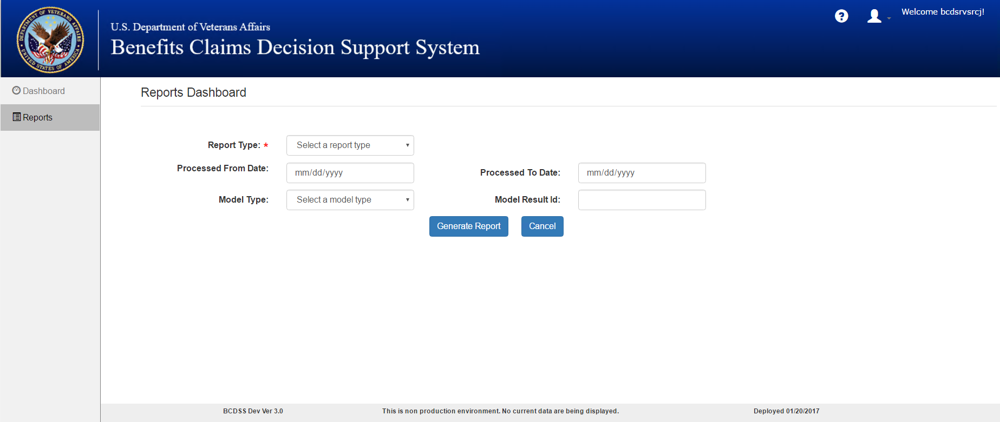 DEPARTMENT OF VETERANS AFFAIRS
UNITED STATES OF AMERICA
U.S. Department of Veterans Affairs
Benefits Claims Decision Support System
?
Welcome bcdsrvsrcj!
Dashboard
Reports
Reports Dashboard
Report Type: *
Select a report type
Processed From Date:
mm/dd/yyyy
Processed To Date:
mm/dd/yyyy
Model Type:
Select a model type
Model Result Id:
Generate Report
Cancel
BCDSS Dev Ver 3.0
This is non production environment. No current data are being displayed.
Deployed 01/20/2017